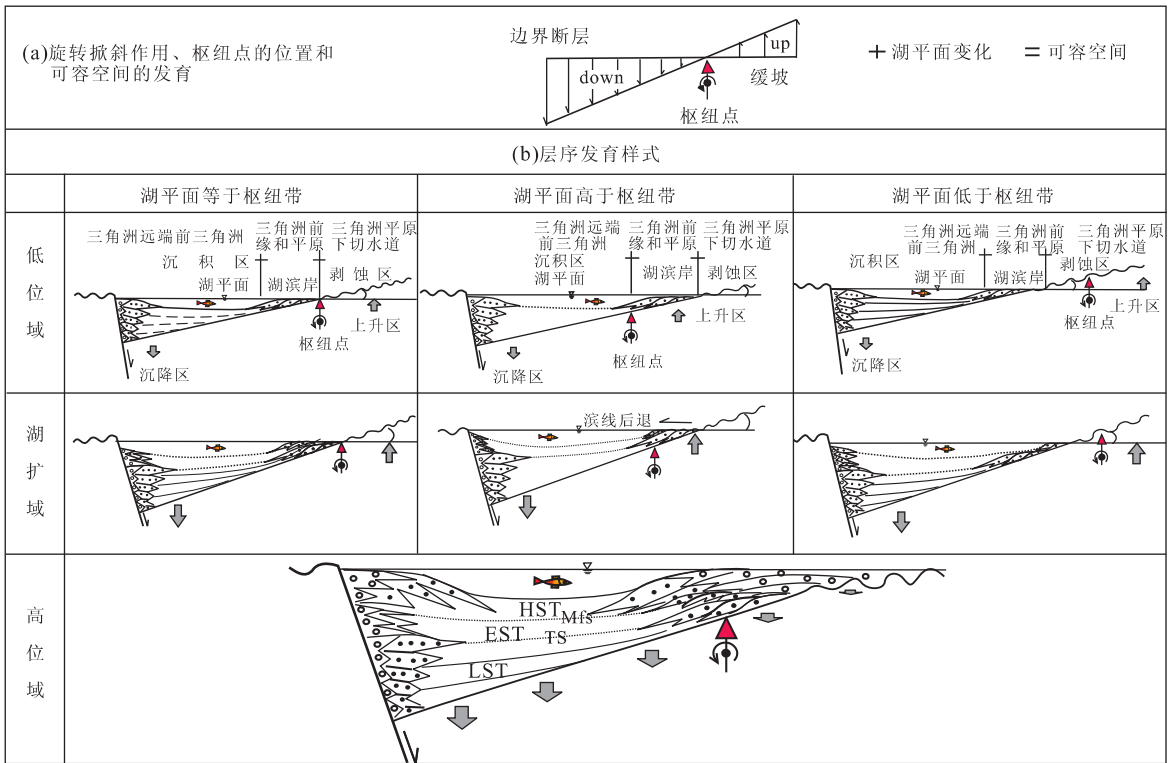 (a)旋转掀斜作用、枢纽点的位置和
可容空间的发育
边界断层
down
up
缓坡
枢纽点
+湖平面变化 =可容空间
(b)层序发育样式
湖平面等于枢纽带
湖平面高于枢纽带
湖平面低于枢纽带
低位域
三角洲远端前三角洲
三角洲前缘和平原
三角洲平原下切水道
沉积区
湖平面
湖滨岸
剥蚀区
上升区
枢纽点
沉降区
三角洲远端
前三角洲
三角洲前
缘和平原
三角洲平原
下切水道
沉积区
湖平面
湖滨岸
剥蚀区
上升区
枢纽点
沉降区
三角洲远端
前三角洲
三角洲前
缘和平原
三角洲平原
下切水道
沉积区
湖平面
湖滨岸
剥蚀区
枢纽点
上升区
沉降区
湖扩域
滨线后退
高位域
HST
Mfs
EST
TS
LST